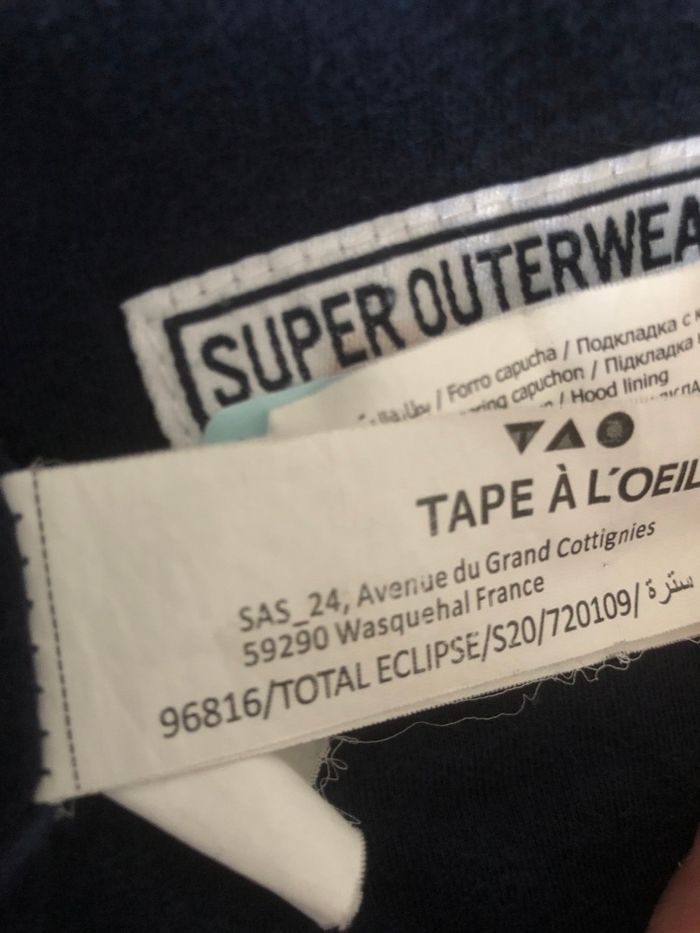 SUPER OUTERWEA
/ Forro capucha / Подкладка с к
capuchon / Підкладка
/ Hood lining
TAPE À L'OEIL
SAS_24, Avenue du Grand Cottignies
59290 Wasquehal France
96816/TOTAL ECLIPSE/S20/720109/ سترة